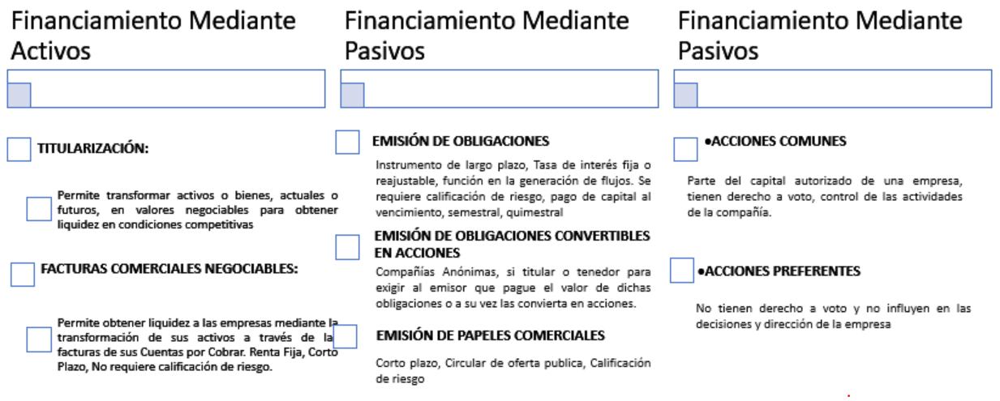 Financiamiento Mediante
Activos
TITULARIZACIÓN:
Permite transformar activos o bienes, actuales o
futuros, en valores negociables para obtener
liquidez en condiciones competitivas
FACTURAS COMERCIALES NEGOCIABLES:
Permite obtener liquidez a las empresas mediante la
transformación de sus activos a través de la
facturas de sus Cuentas por Cobrar. Renta Fija, Corto
Plazo, No requiere calificación de riesgo.
Financiamiento Mediante
Pasivos
EMISIÓN DE OBLIGACIONES
Instrumento de largo plazo, Tasa de interés fija o
reajustable, función en la generación de flujos. Se
requiere calificación de riesgo, pago de capital al
vencimiento, semestral, quimestral
EMISIÓN DE OBLIGACIONES CONVERTIBLES
EN ACCIONES
Compañías Anónimas, si titular o tenedor para
exigir al emisor que pague el valor de dichas
obligaciones o a su vez las convierta en acciones.
EMISIÓN DE PAPELES COMERCIALES
Corto plazo, Circular de oferta publica, Calificación
de riesgo
Financiamiento Mediante
Pasivos
•ACCIONES COMUNES
Parte del capital autorizado de una empresa,
tienen derecho a voto, control de las actividades
de la compañía.
•ACCIONES PREFERENTES
No tienen derecho a voto y no influyen en las
decisiones y dirección de la empresa